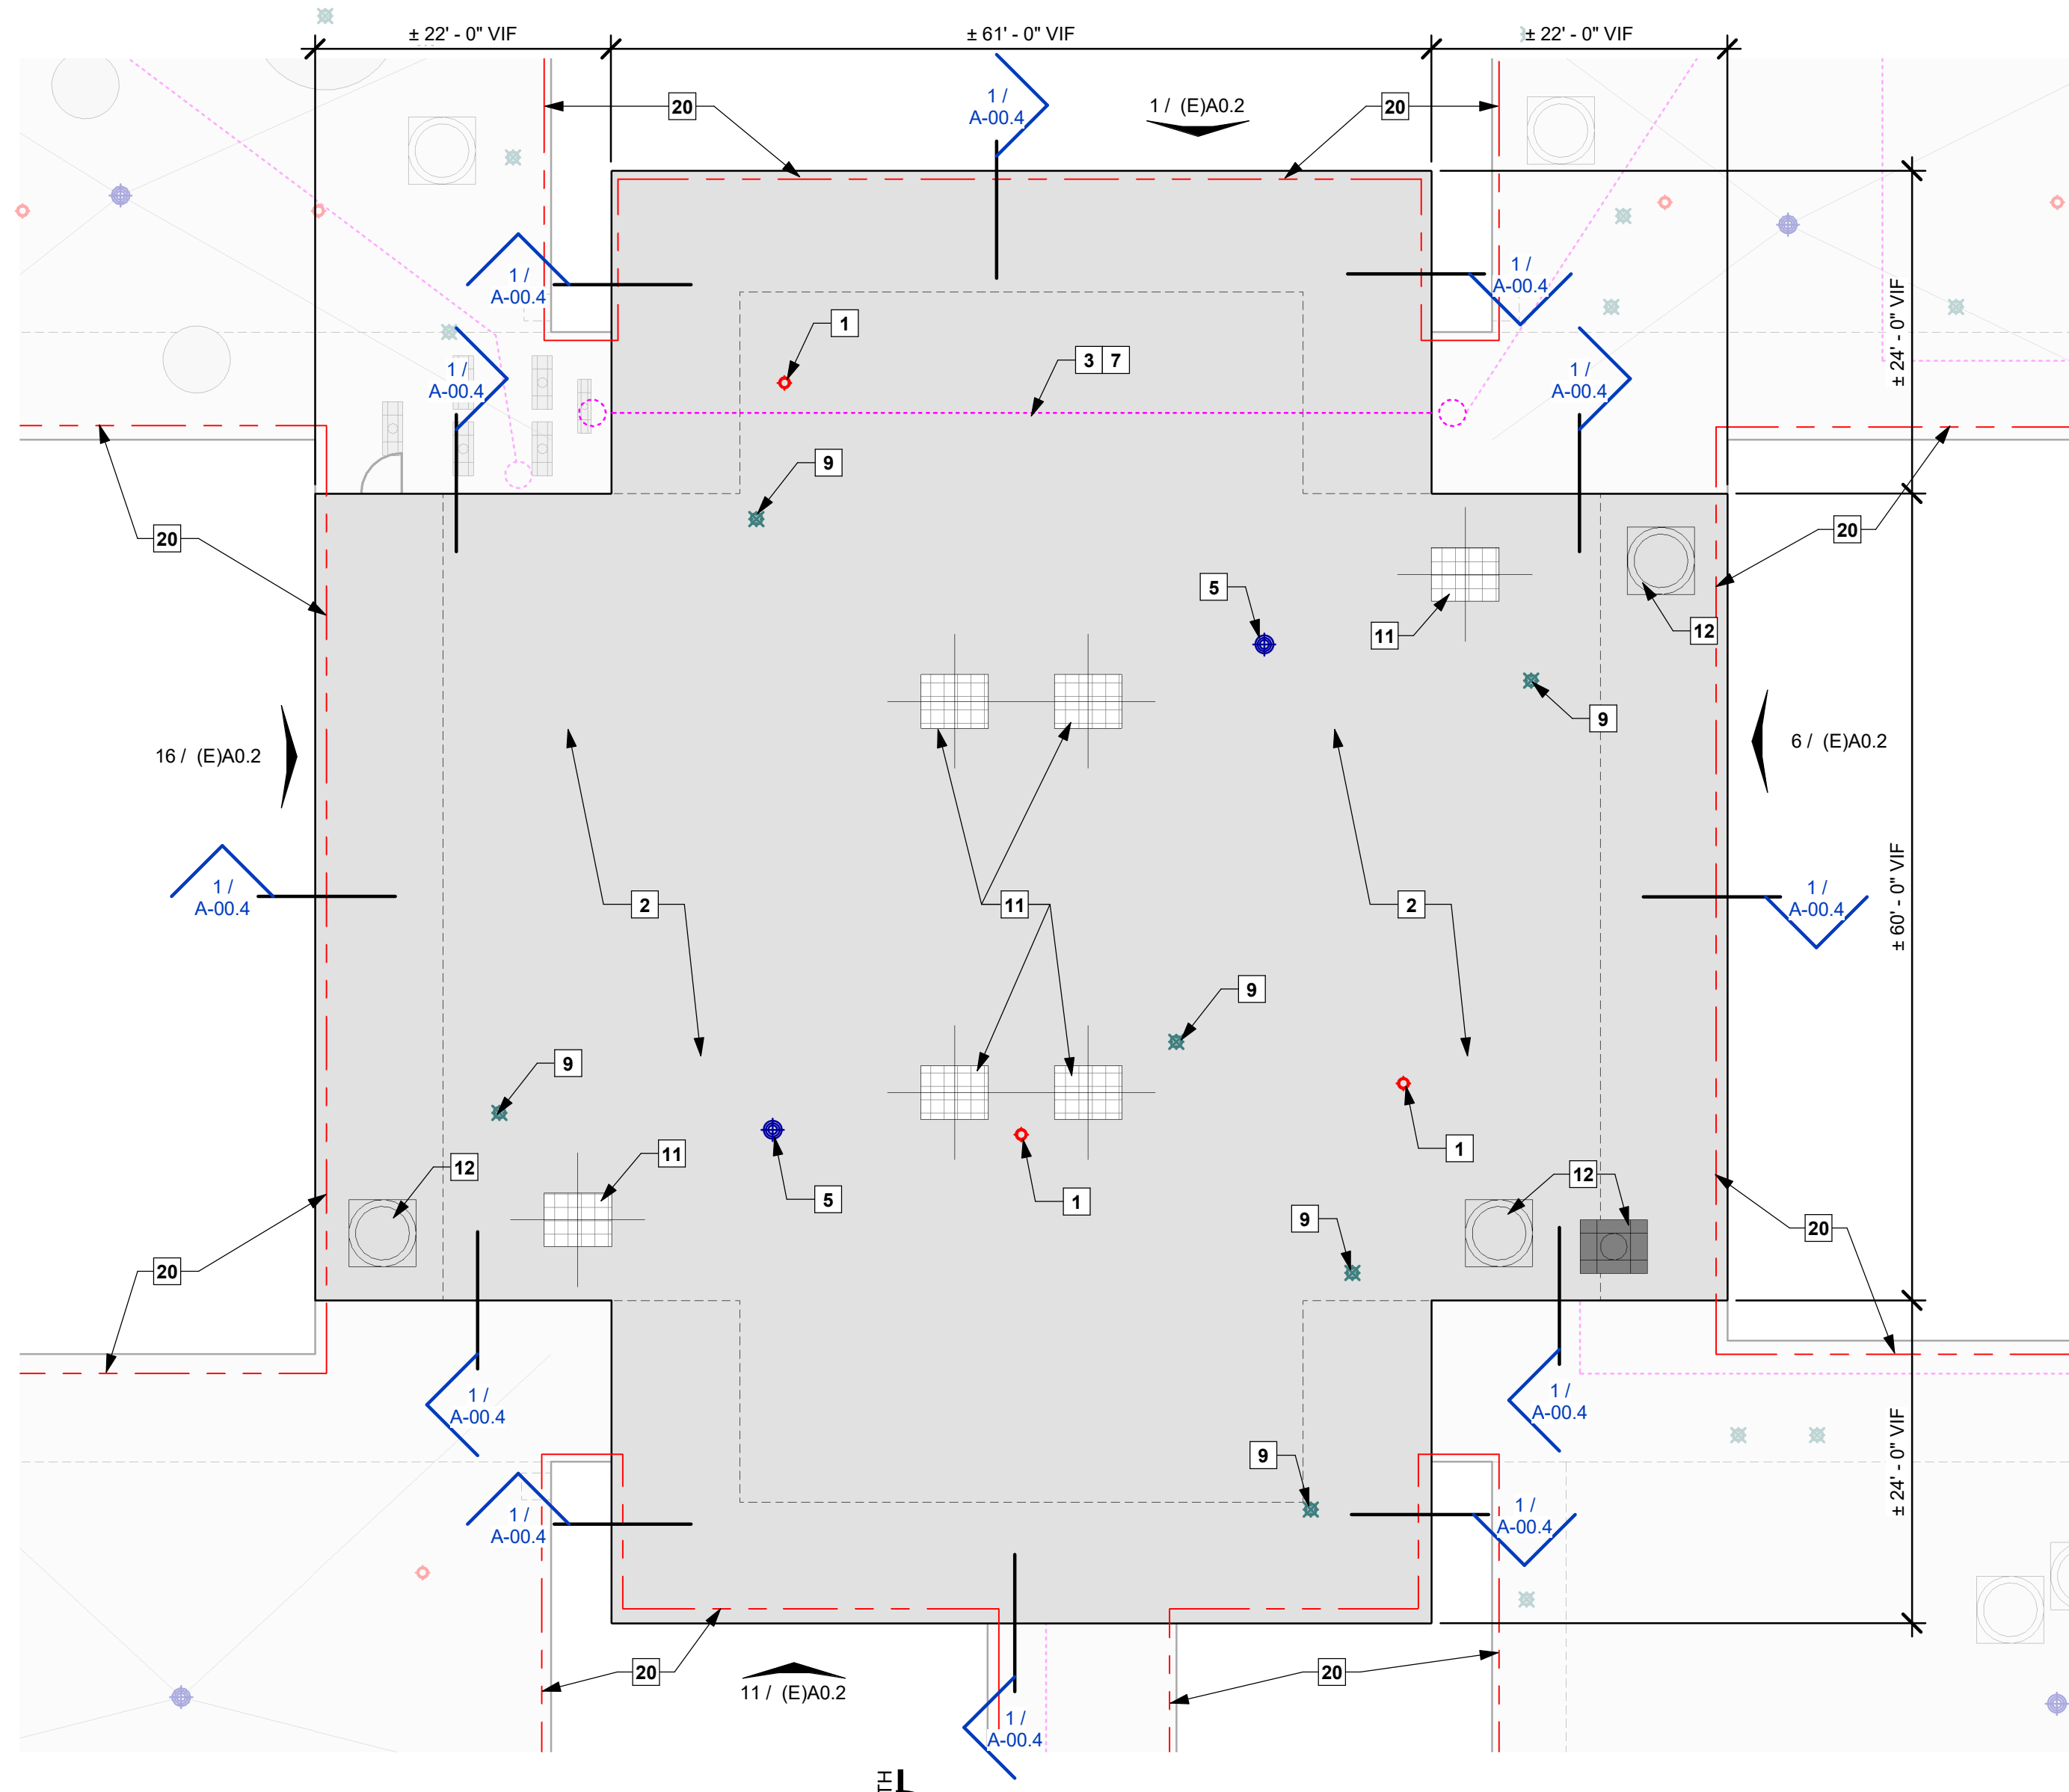 ± 22' - 0" VIF
± 61' - 0" VIF
± 22' - 0" VIF
20
1 /
A-00.4
1 / (E)A0.2
20
1 /
A-00.4
1 /
A-00.4
± 24' - 0" VIF
1
3 7
1 /
A-00.4
1 /
A-00.4
9
20
20
5
11
12
9
16 / (E)A0.2
6 / (E)A0.2
1 /
A-00.4
2
11
2
1 /
A-00.4
± 60' - 0" VIF
9
9
12
11
1
12
5
1
9
20
20
1 /
A-00.4
1 /
A-00.4
9
± 24' - 0" VIF
1 /
A-00.4
1 /
A-00.4
20
11 / (E)A0.2
20
1 /
A-00.4
TH